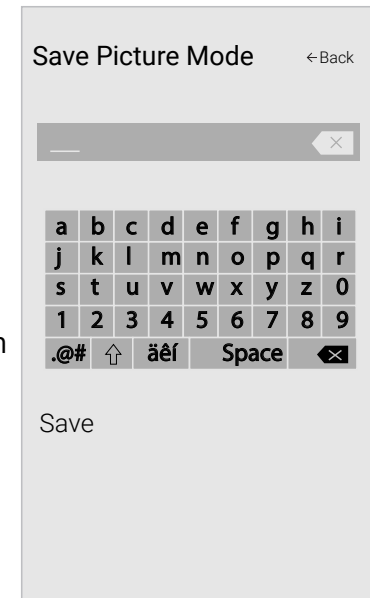 Save Picture Mode
←Back
a b c d e f g h i
j k l m n o p q r
s t u v w x y z 0
1 2 3 4 5 6 7 8 9
.@# äêí Space
n
Save